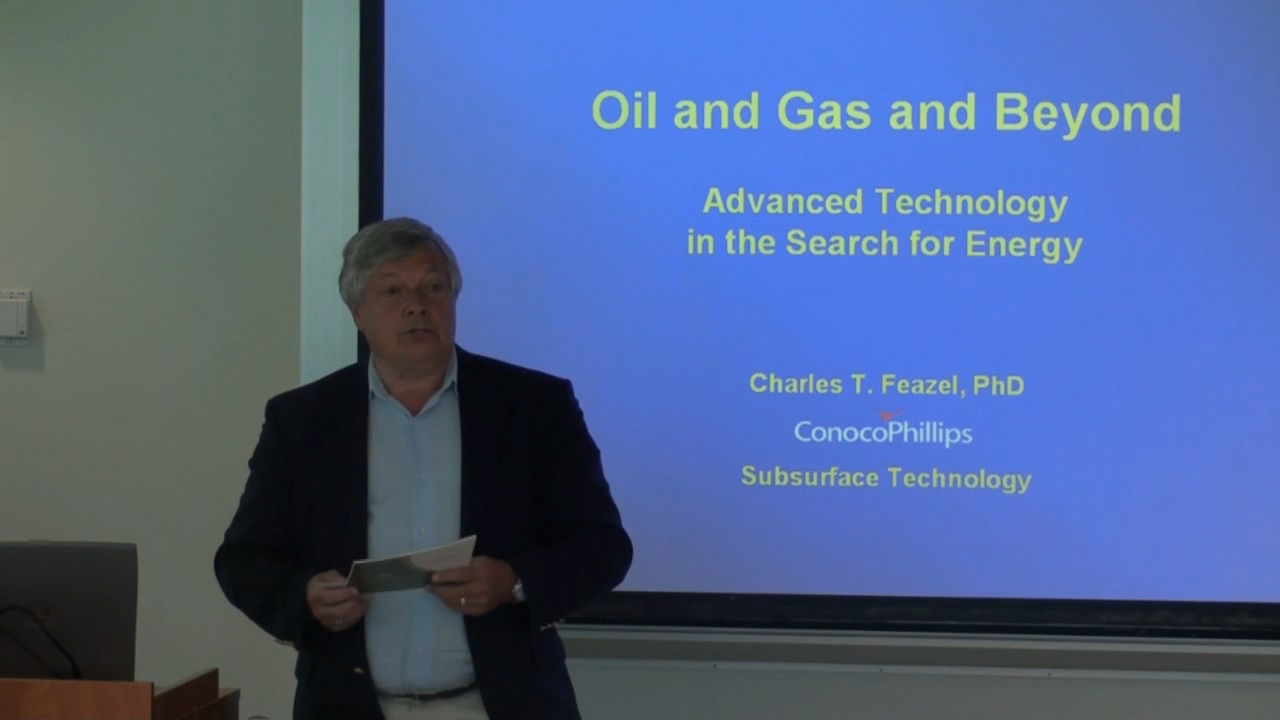 Oil and Gas and Beyond
Advanced Technology
in the Search for Energy
Charles T. Feazel, PhD
ConocoPhillips
Subsurface Technology